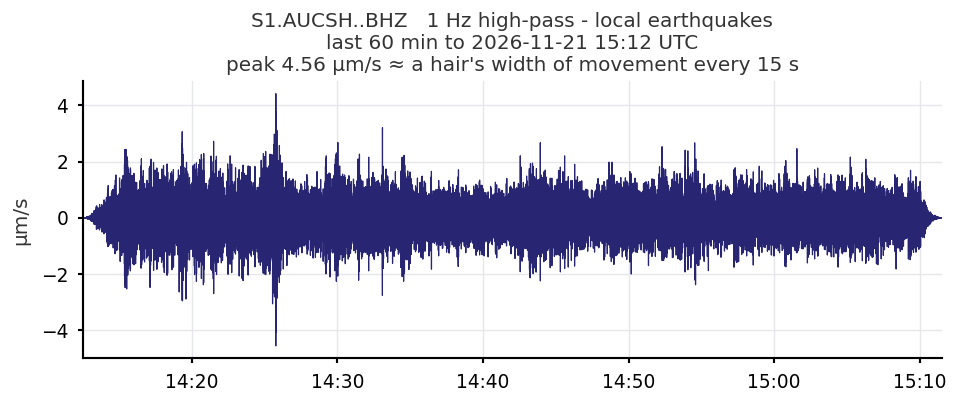 S1.AUCSH..BHZ   1 Hz high-pass - local earthquakes
last 60 min to 2026-11-21 15:12 UTC
peak 4.56 µm/s ≈ a hair's width of movement every 15 s
4
2
0
−2
−4
µm/s
14:20
14:30
14:40
14:50
15:00
15:10